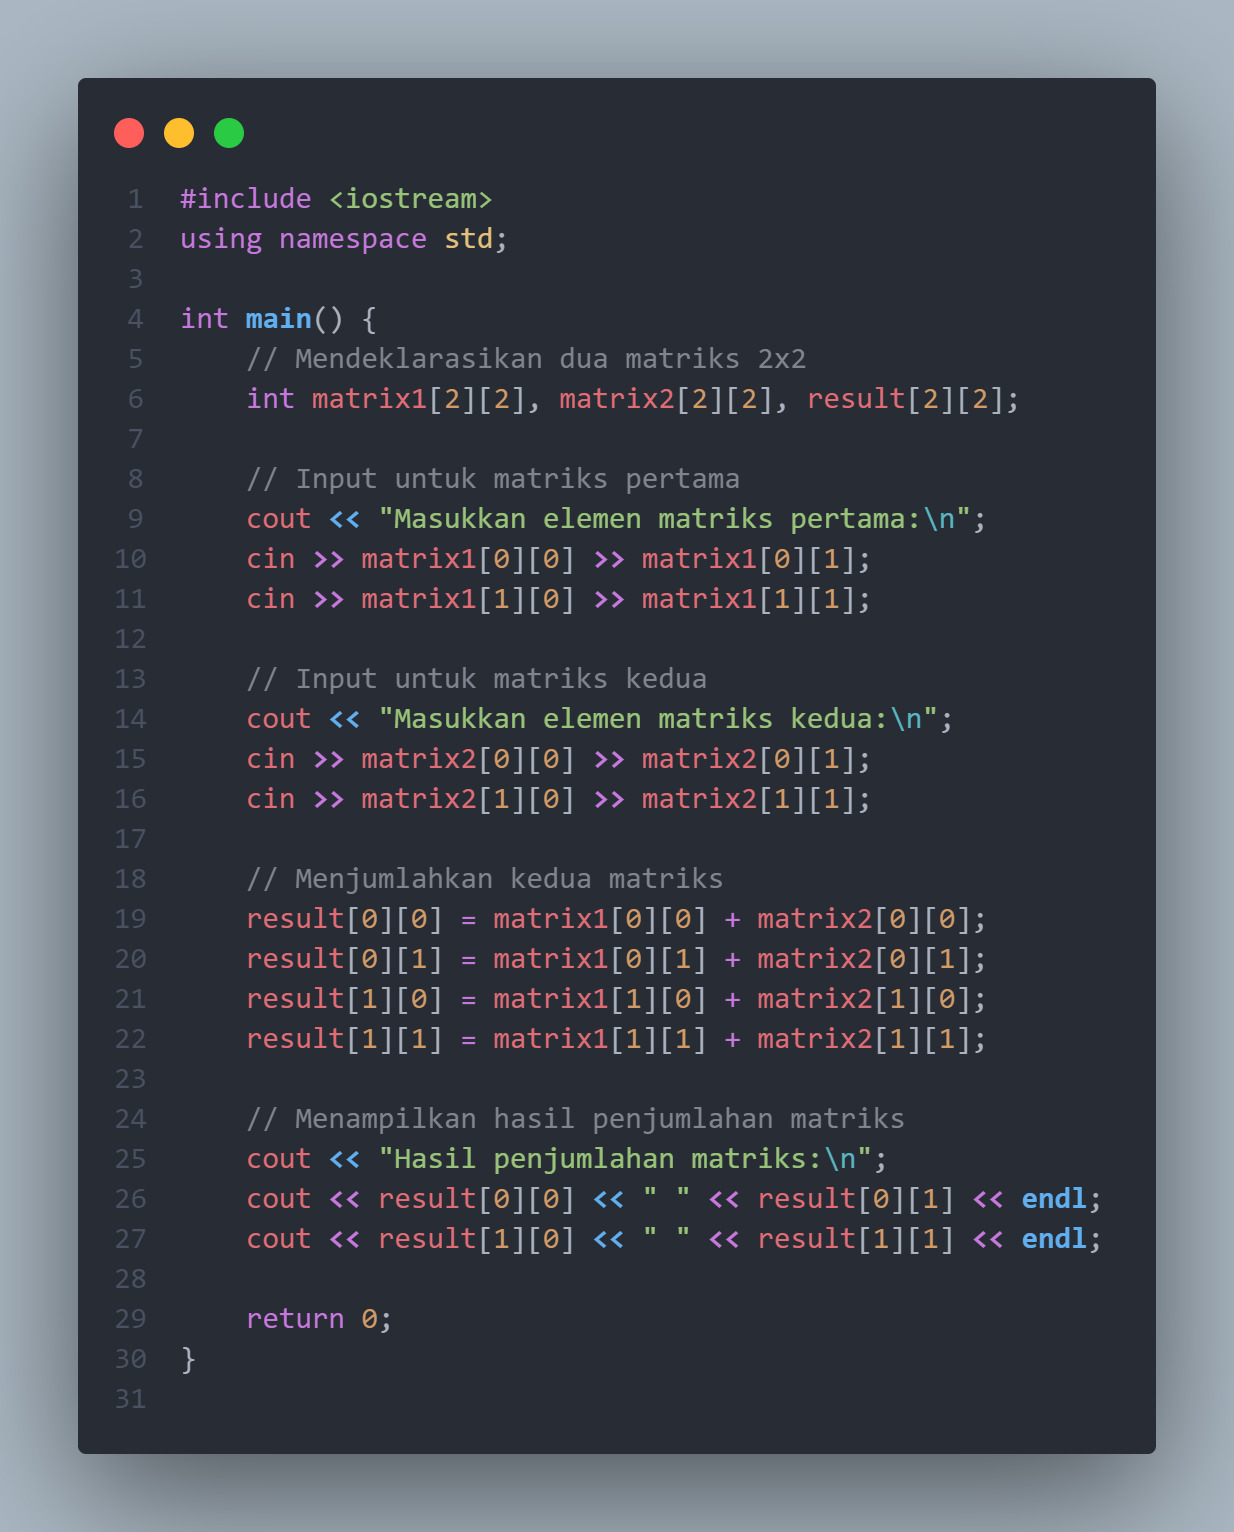 1 #include <iostream>
2 using namespace std;
3
4 int main() {
5     // Mendeklarasikan dua matriks 2x2
6     int matrix1[2][2], matrix2[2][2], result[2][2];
7
8     // Input untuk matriks pertama
9     cout << "Masukkan elemen matriks pertama:\n";
10     cin >> matrix1[0][0] >> matrix1[0][1];
11     cin >> matrix1[1][0] >> matrix1[1][1];
12
13     // Input untuk matriks kedua
14     cout << "Masukkan elemen matriks kedua:\n";
15     cin >> matrix2[0][0] >> matrix2[0][1];
16     cin >> matrix2[1][0] >> matrix2[1][1];
17
18     // Menjumlahkan kedua matriks
19     result[0][0] = matrix1[0][0] + matrix2[0][0];
20     result[0][1] = matrix1[0][1] + matrix2[0][1];
21     result[1][0] = matrix1[1][0] + matrix2[1][0];
22     result[1][1] = matrix1[1][1] + matrix2[1][1];
23
24     // Menampilkan hasil penjumlahan matriks
25     cout << "Hasil penjumlahan matriks:\n";
26     cout << result[0][0] << " " << result[0][1] << endl;
27     cout << result[1][0] << " " << result[1][1] << endl;
28
29     return 0;
30 }
31